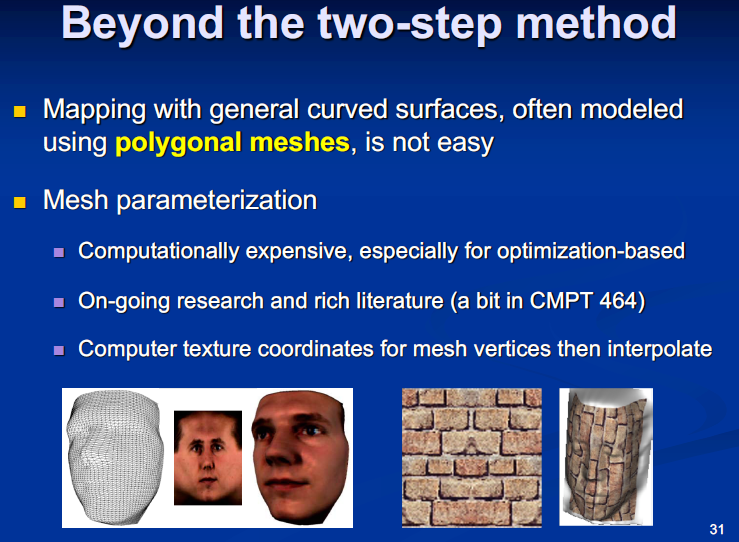 Beyond the two-step method
Mapping with general curved surfaces, often modeled
using polygonal meshes, is not easy
Mesh parameterization
Computationally expensive, especially for optimization-based
On-going research and rich literature (a bit in CMPT 464)
Computer texture coordinates for mesh vertices then interpolate
31